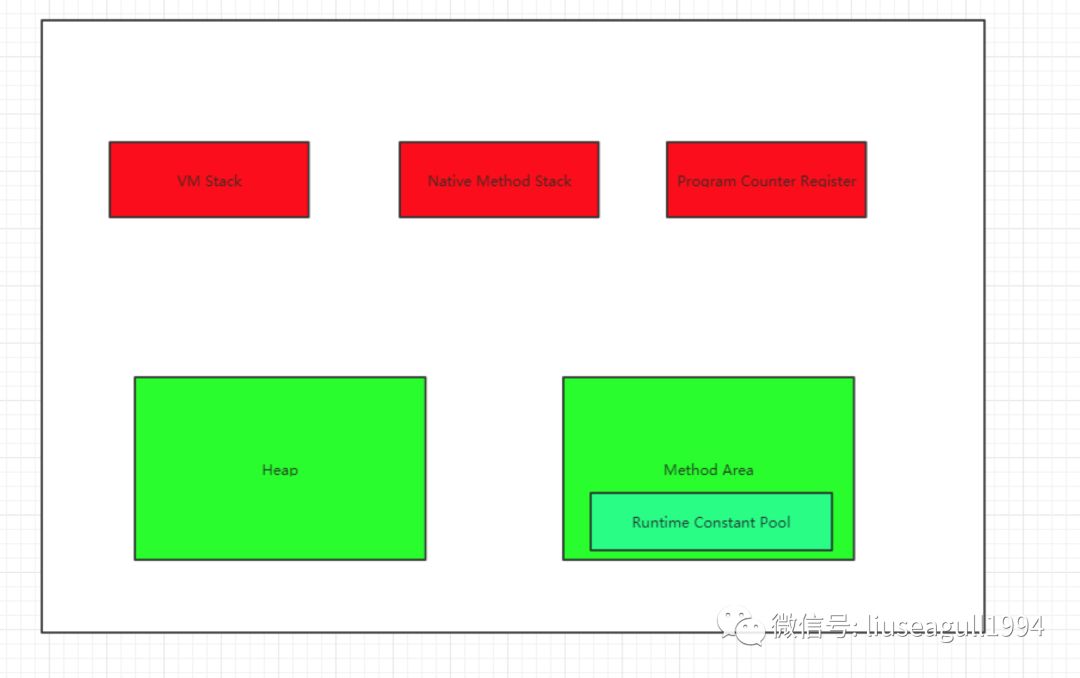 VM Stack
Native Method Stack
Program Counter Register
Heap
Method Area
Runtime Constant Pool
微信号: liuseagull1994